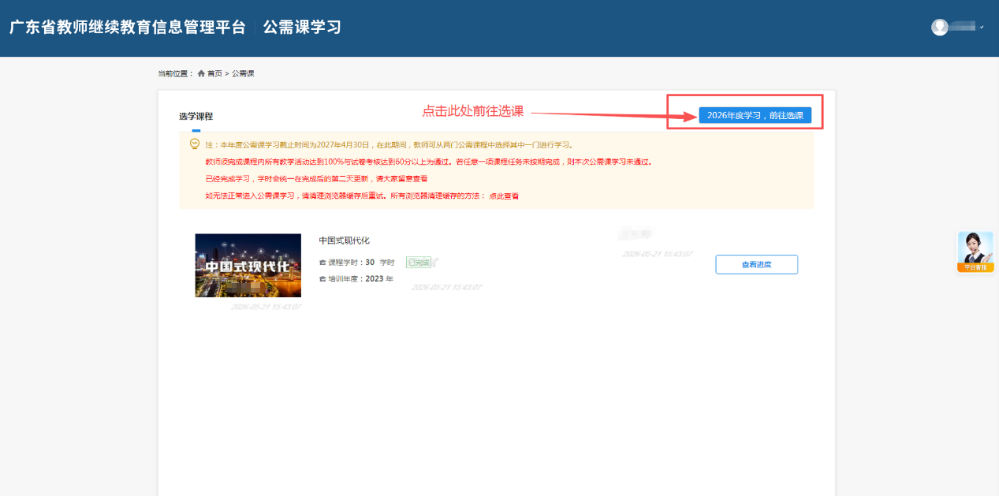 广东省教师继续教育信息管理平台 公需课学习
当前位置： 首页 > 公需课
选学课程
点击此处前往选课
2026年度学习，前往选课
注：本年度公需课学习截止时间为2027年4月30日，在此期间，教师可从两门公需课程中选择其中一门进行学习。
教师须完成课程内所有教学活动达到100%与试卷考核达到60分以上为通过。若任意一项课程任务未按期完成，则本次公需课学习未通过。
已经完成学习，学时会统一在完成后的第二天更新，请大家留意查看
如无法正常进入公需课学习，请清理浏览器缓存后重试。所有浏览器清理缓存的方法： 点此查看
中国式现代化
中国式现代化
课程学时：30 学时 已完成
培训年度：2023 年
2026-05-21 15:43:07
查看进度
2026-05-21 15:43:07
2026-05-21 15:43:07
平台客服